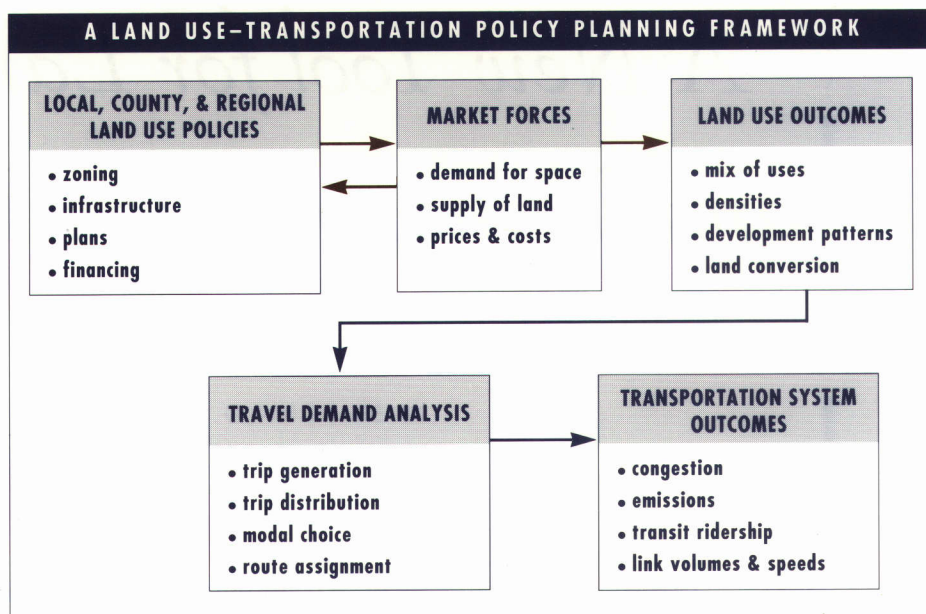 A LAND USE–TRANSPORTATION POLICY PLANNING FRAMEWORK
LOCAL, COUNTY, & REGIONAL
LAND USE POLICIES
• zoning
• infrastructure
• plans
• financing
MARKET FORCES
• demand for space
• supply of land
• prices & costs
LAND USE OUTCOMES
• mix of uses
• densities
• development patterns
• land conversion
TRAVEL DEMAND ANALYSIS
• trip generation
• trip distribution
• modal choice
• route assignment
TRANSPORTATION SYSTEM
OUTCOMES
• congestion
• emissions
• transit ridership
• link volumes & speeds